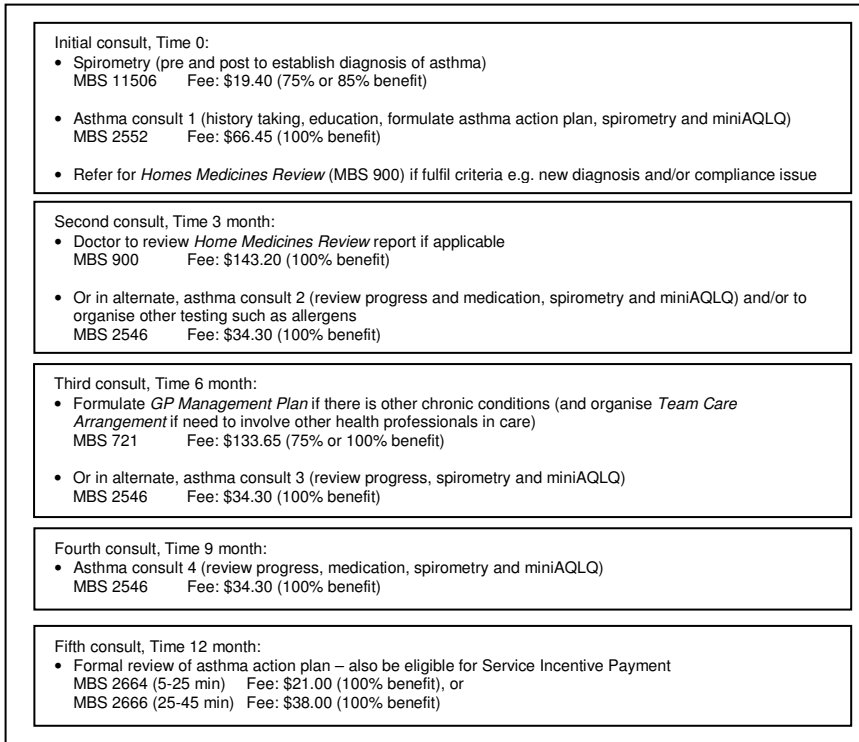 Initial consult, Time 0:
• Spirometry (pre and post to establish diagnosis of asthma)
MBS 11506 Fee: $19.40 (75% or 85% benefit)
• Asthma consult 1 (history taking, education, formulate asthma action plan, spirometry and miniAQLQ)
MBS 2552 Fee: $66.45 (100% benefit)
• Refer for Homes Medicines Review (MBS 900) if fulfil criteria e.g. new diagnosis and/or compliance issue
Second consult, Time 3 month:
• Doctor to review Home Medicines Review report if applicable
MBS 900 Fee: $143.20 (100% benefit)
• Or in alternate, asthma consult 2 (review progress and medication, spirometry and miniAQLQ) and/or to
organise other testing such as allergens
MBS 2546 Fee: $34.30 (100% benefit)
Third consult, Time 6 month:
• Formulate GP Management Plan if there is other chronic conditions (and organise Team Care
Arrangement if need to involve other health professionals in care)
MBS 721 Fee: $133.65 (75% or 100% benefit)
• Or in alternate, asthma consult 3 (review progress, spirometry and miniAQLQ)
MBS 2546 Fee: $34.30 (100% benefit)
Fourth consult, Time 9 month:
• Asthma consult 4 (review progress, medication, spirometry and miniAQLQ)
MBS 2546 Fee: $34.30 (100% benefit)
Fifth consult, Time 12 month:
• Formal review of asthma action plan – also be eligible for Service Incentive Payment
MBS 2664 (5-25 min) Fee: $21.00 (100% benefit), or
MBS 2666 (25-45 min) Fee: $38.00 (100% benefit)